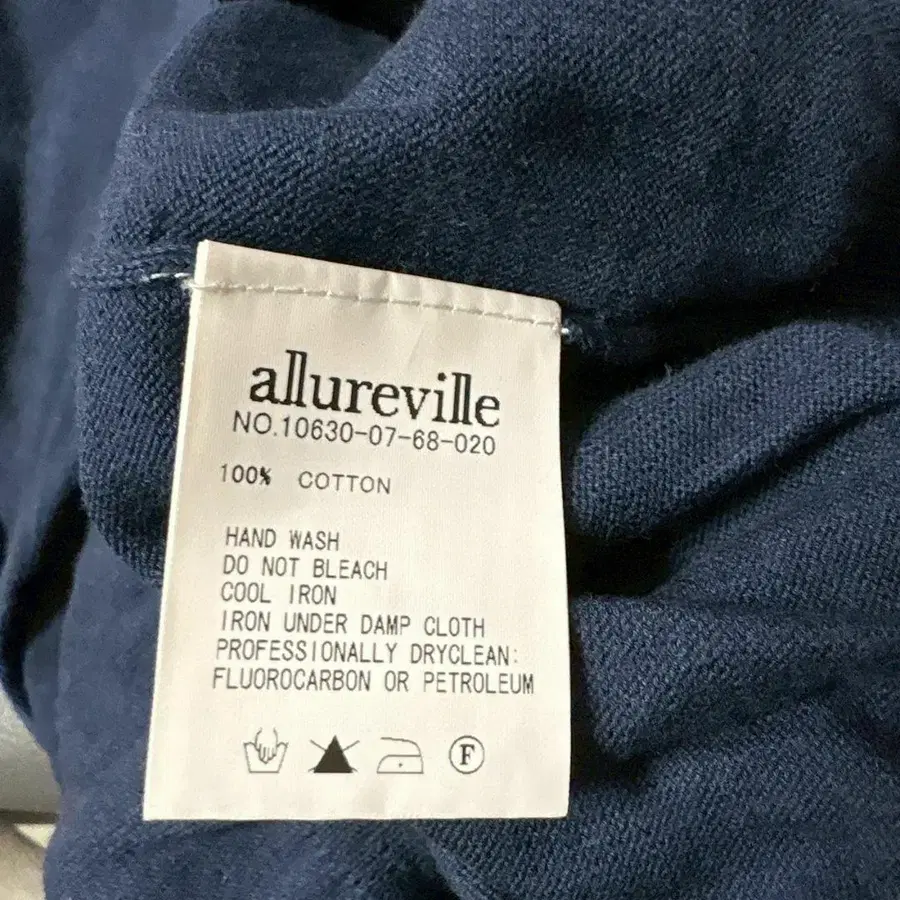 allureville
NO.10630-07-68-020
100% COTTON
HAND WASH
DO NOT BLEACH
COOL IRON
IRON UNDER DAMP CLOTH
PROFESSIONALLY DRYCLEAN:
FLUOROCARBON OR PETROLEUM
F